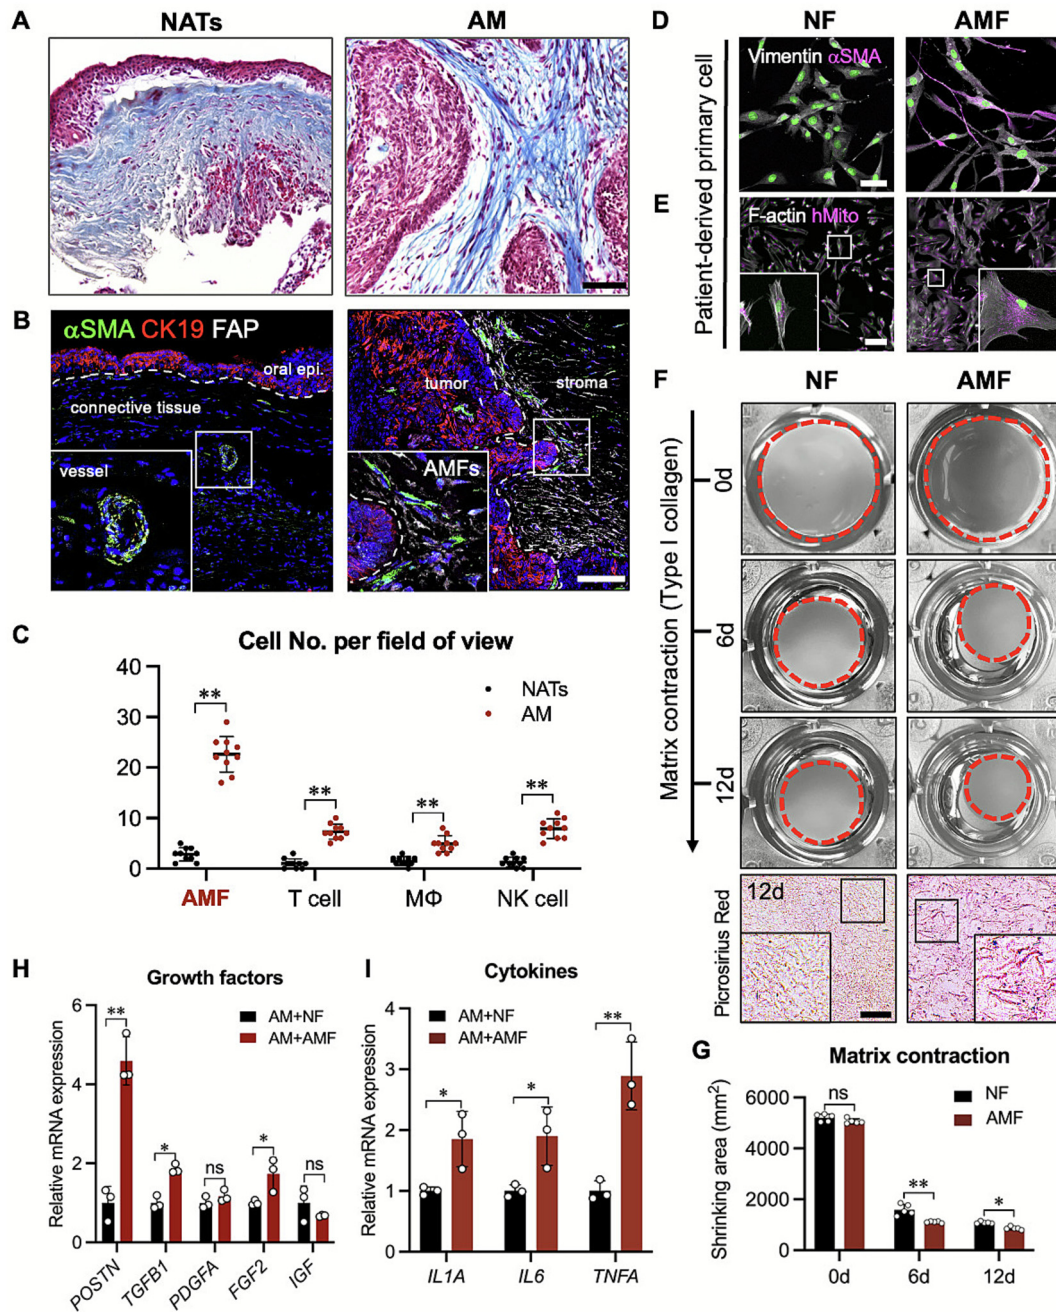 A
NATs
AM
B
αSMA CK19 FAP
oral epi.
connective tissue
vessel
tumor
stroma
AMFs
C
Cell No. per field of view
40
30
20
10
0
**
**
**
**
NATs
AM
AMF
T cell
MΦ
NK cell
D
NF
AMF
Patient-derived primary cell
Vimentin αSMA
E
F-actin hMito
F
NF
AMF
Matrix contraction (Type I collagen)
0d
6d
12d
Picrosirius Red
12d
G
Matrix contraction
Shrinking area (mm²)
6000
4000
2000
0
ns
**
*
NF
AMF
0d
6d
12d
H
Growth factors
Relative mRNA expression
6
4
2
0
**
*
ns
*
ns
AM+NF
AM+AMF
POSTN
TGFB1
PDGFA
FGF2
IGF
I
Cytokines
Relative mRNA expression
4
3
2
1
0
*
*
**
AM+NF
AM+AMF
IL1A
IL6
TNFA